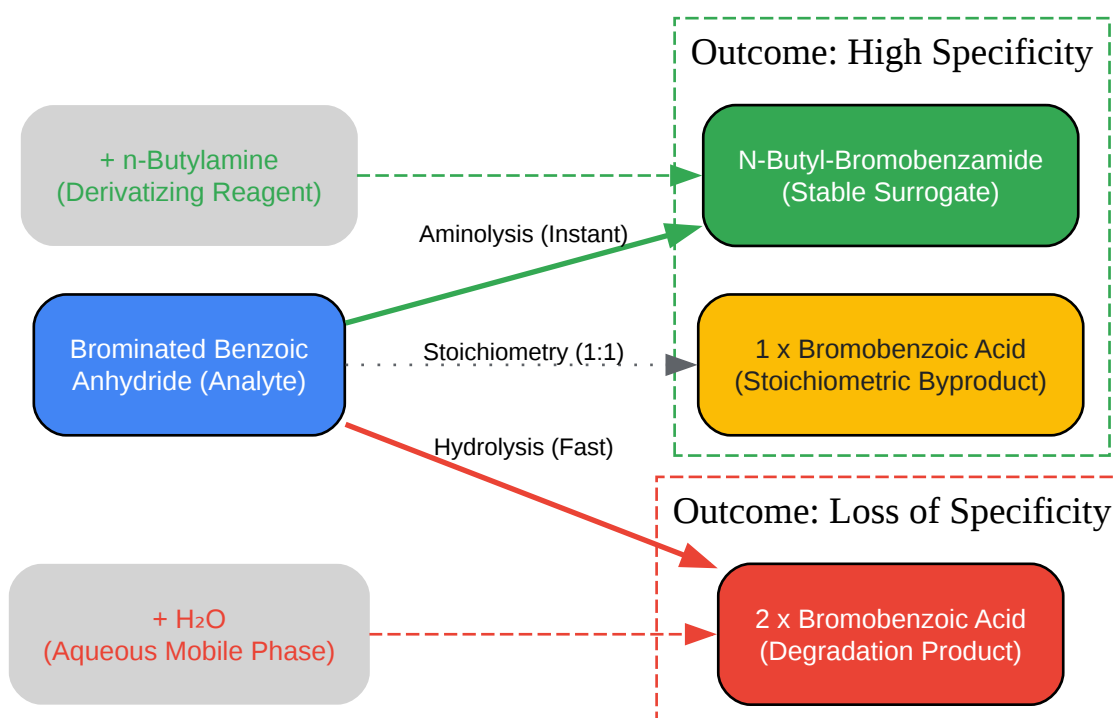 Outcome: High Specificity
+ n-Butylamine
(Derivatizing Reagent)
N-Butyl-Bromobenzamide
(Stable Surrogate)
Aminolysis (Instant)
Brominated Benzoic
Anhydride (Analyte)
Stoichiometry (1:1)
1 x Bromobenzoic Acid
(Stoichiometric Byproduct)
Hydrolysis (Fast)
Outcome: Loss of Specificity
+ H₂O
(Aqueous Mobile Phase)
2 x Bromobenzoic Acid
(Degradation Product)